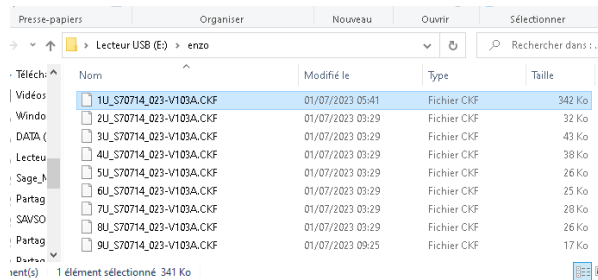 Presse-papiers Organiser Nouveau Ouvrir Sélectionner
Lecteur USB (E:) > enzo Rechercher dans : ..
Téléch:
Vidéos
Windo
DATA (
Lecteu
Sage_M
Partag
SAVSO
Partag
Partag
Nom Modifié le Type Taille
1U_S70714_023-V103A.CKF 01/07/2023 05:41 Fichier CKF 342 Ko
2U_S70714_023-V103A.CKF 01/07/2023 03:29 Fichier CKF 32 Ko
3U_S70714_023-V103A.CKF 01/07/2023 03:29 Fichier CKF 43 Ko
4U_S70714_023-V103A.CKF 01/07/2023 03:29 Fichier CKF 38 Ko
5U_S70714_023-V103A.CKF 01/07/2023 03:29 Fichier CKF 26 Ko
6U_S70714_023-V103A.CKF 01/07/2023 03:29 Fichier CKF 25 Ko
7U_S70714_023-V103A.CKF 01/07/2023 03:29 Fichier CKF 28 Ko
8U_S70714_023-V103A.CKF 01/07/2023 03:29 Fichier CKF 26 Ko
9U_S70714_023-V103A.CKF 01/07/2023 09:25 Fichier CKF 17 Ko
nent(s) 1 élément sélectionné 341 Ko